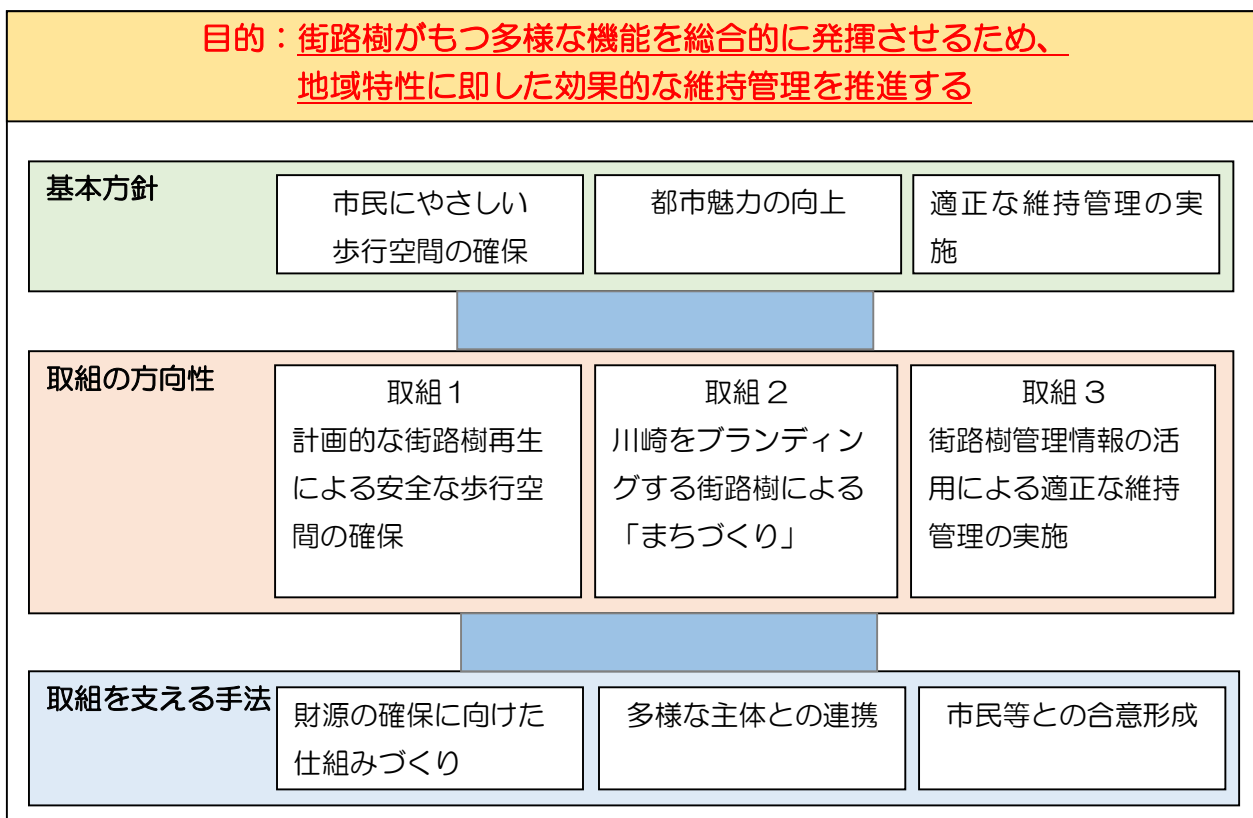 目的：街路樹がもつ多様な機能を総合的に発揮させるため、
地域特性に即した効果的な維持管理を推進する
基本方針
市民にやさしい
歩行空間の確保
都市魅力の向上
適正な維持管理の実
施
取組の方向性
取組１
計画的な街路樹再生
による安全な歩行空
間の確保
取組２
川崎をブランディン
グする街路樹による
「まちづくり」
取組３
街路樹管理情報の活
用による適正な維持
管理の実施
取組を支える手法
財源の確保に向けた
仕組みづくり
多様な主体との連携
市民等との合意形成